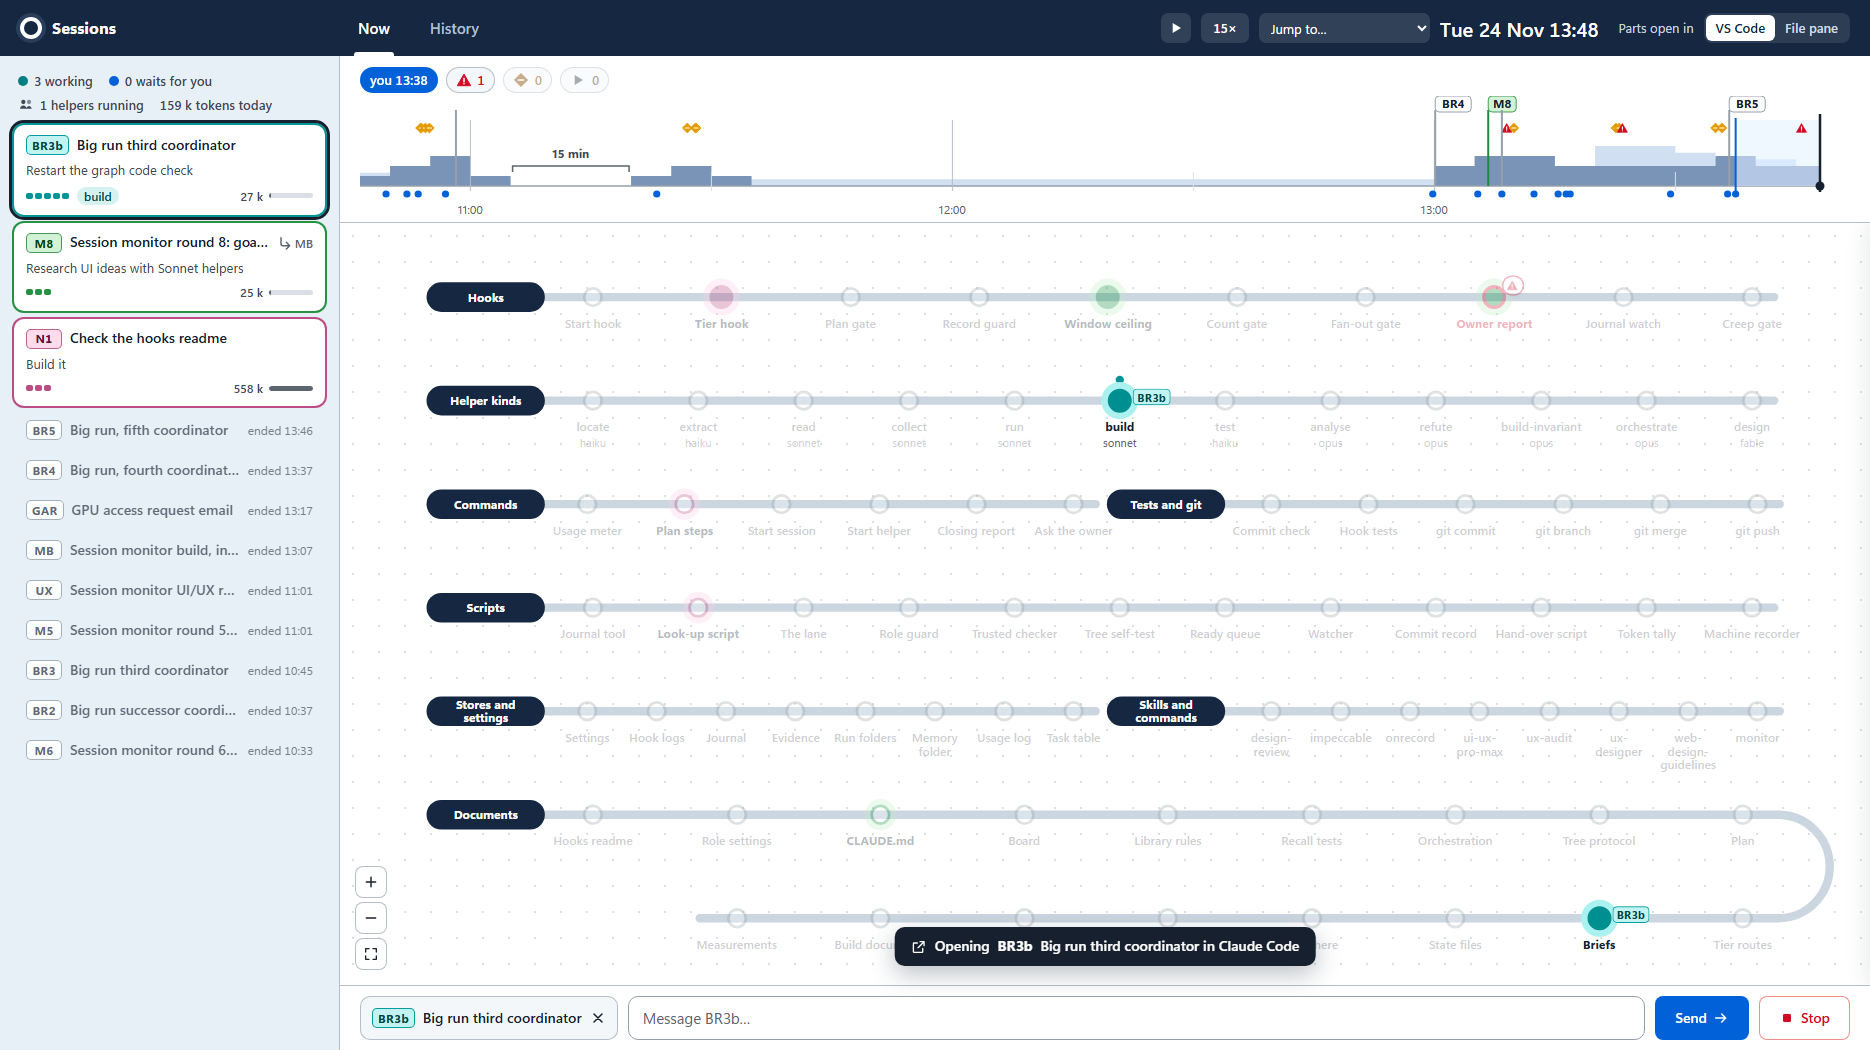 Sessions
Now
History
15×
Jump to...
Tue 24 Nov 13:48
Parts open in
VS Code
File pane
3 working
0 waits for you
1 helpers running
159 k tokens today
BR3b Big run third coordinator
Restart the graph code check
build
27 k
M8 Session monitor round 8: goa... MB
Research UI ideas with Sonnet helpers
25 k
N1 Check the hooks readme
Build it
558 k
BR5 Big run, fifth coordinator ended 13:46
BR4 Big run, fourth coordinat... ended 13:37
GAR GPU access request email ended 13:17
MB Session monitor build, in... ended 13:07
UX Session monitor UI/UX r... ended 11:01
M5 Session monitor round 5... ended 11:01
BR3 Big run third coordinator ended 10:45
BR2 Big run successor coordi... ended 10:37
M6 Session monitor round 6... ended 10:33
you 13:38
1
0
0
BR4
M8
BR5
15 min
11:00
12:00
13:00
Hooks
Start hook
Tier hook
Plan gate
Record guard
Window ceiling
Count gate
Fan-out gate
Owner report
Journal watch
Creep gate
Helper kinds
BR3b
locate
haiku
extract
haiku
read
sonnet
collect
sonnet
run
sonnet
build
sonnet
test
haiku
analyse
opus
refute
opus
build-invariant
opus
orchestrate
opus
design
fable
Commands
Usage meter
Plan steps
Start session
Start helper
Closing report
Ask the owner
Tests and git
Commit check
Hook tests
git commit
git branch
git merge
git push
Scripts
Journal tool
Look-up script
The lane
Role guard
Trusted checker
Tree self-test
Ready queue
Watcher
Commit record
Hand-over script
Token tally
Machine recorder
Stores and
settings
Settings
Hook logs
Journal
Evidence
Run folders
Memory
folder
Usage log
Task table
Skills and
commands
design-
review
impeccable
onrecord
ui-ux-
pro-max
ux-audit
ux-
designer
web-
design-
guidelines
monitor
Documents
Hooks readme
Role settings
CLAUDE.md
Board
Library rules
Recall tests
Orchestration
Tree protocol
Plan
BR3b
Measurements
Build docu
here
State files
Briefs
Tier routes
Opening BR3b Big run third coordinator in Claude Code
BR3b Big run third coordinator
Message BR3b...
Send
Stop